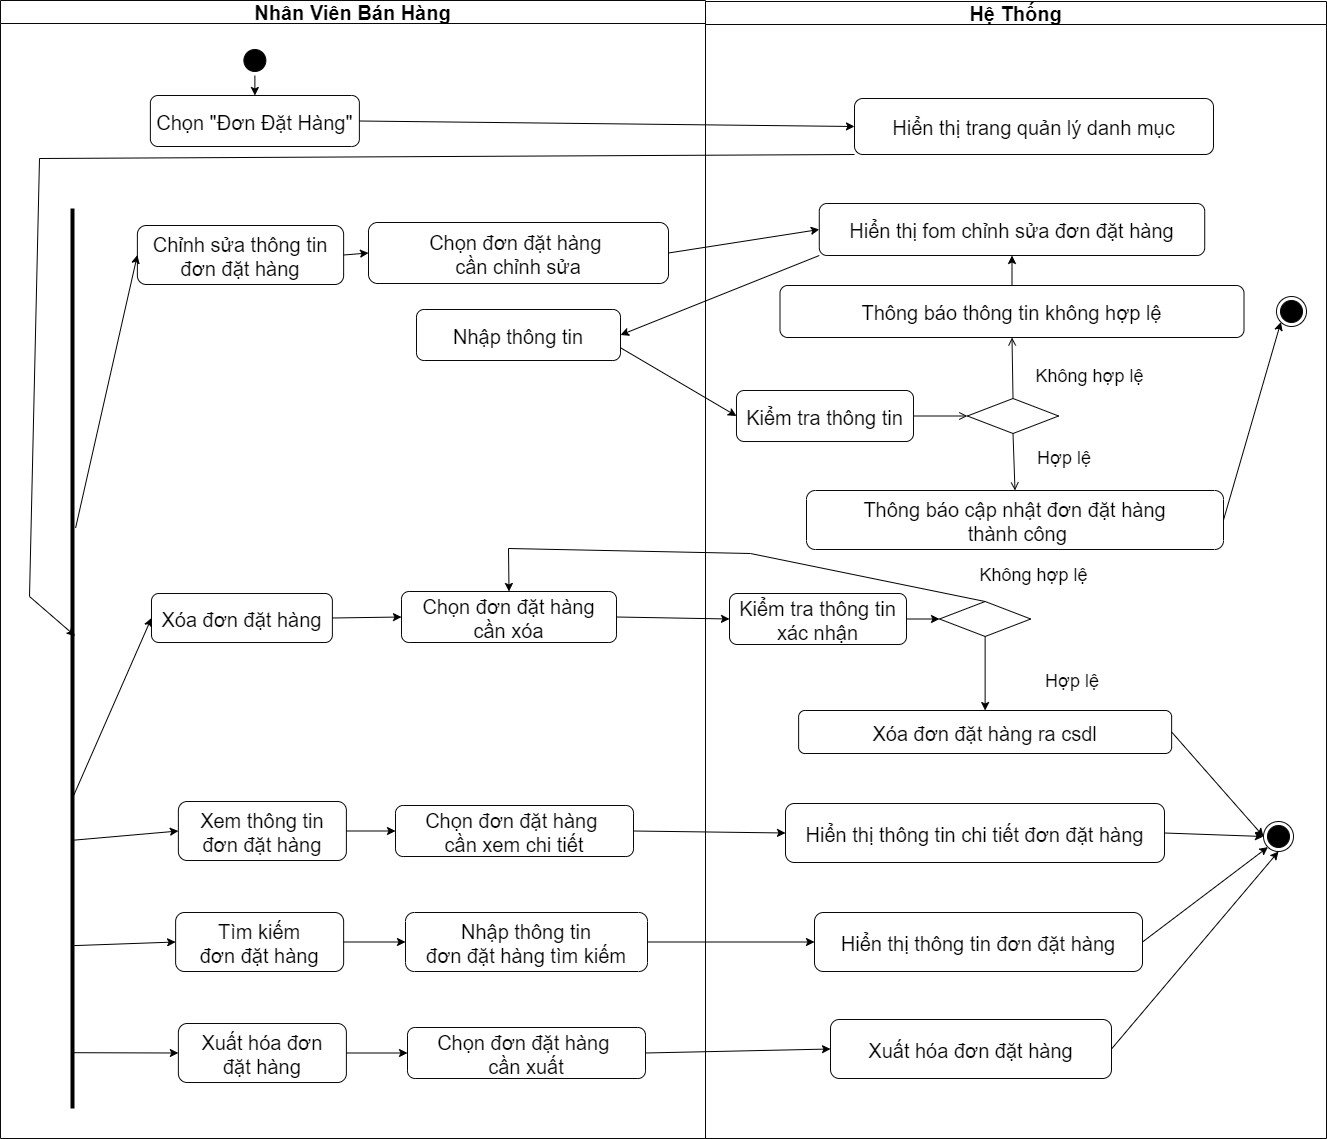 Nhân Viên Bán Hàng
Hệ Thống
Chọn "Đơn Đặt Hàng"
Hiển thị trang quản lý danh mục
Chỉnh sửa thông tin
đơn đặt hàng
Chọn đơn đặt hàng
cần chỉnh sửa
Hiển thị fom chỉnh sửa đơn đặt hàng
Nhập thông tin
Thông báo thông tin không hợp lệ
Không hợp lệ
Kiểm tra thông tin
Hợp lệ
Thông báo cập nhật đơn đặt hàng
thành công
Không hợp lệ
Xóa đơn đặt hàng
Chọn đơn đặt hàng
cần xóa
Kiểm tra thông tin
xác nhận
Hợp lệ
Xóa đơn đặt hàng ra csdl
Xem thông tin
đơn đặt hàng
Chọn đơn đặt hàng
cần xem chi tiết
Hiển thị thông tin chi tiết đơn đặt hàng
Tìm kiếm
đơn đặt hàng
Nhập thông tin
đơn đặt hàng tìm kiếm
Hiển thị thông tin đơn đặt hàng
Xuất hóa đơn
đặt hàng
Chọn đơn đặt hàng
cần xuất
Xuất hóa đơn đặt hàng